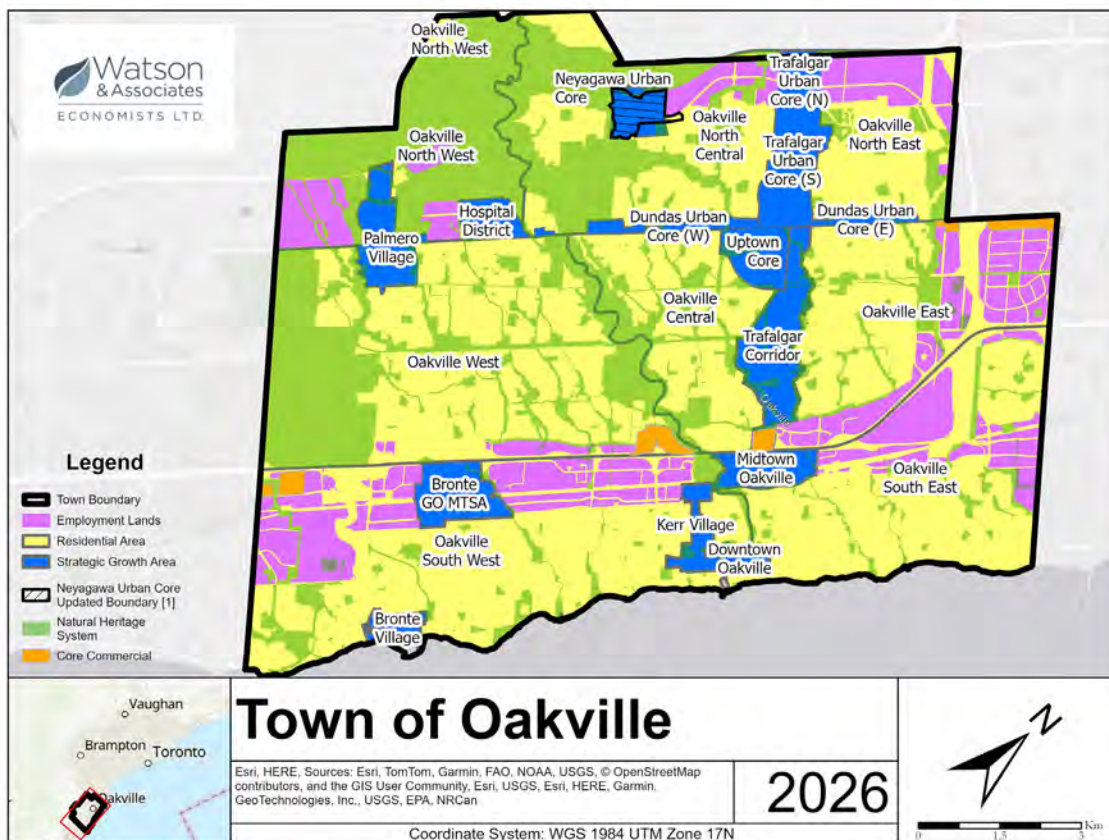 Watson
& Associates
ECONOMISTS LTD.
Oakville
North West
Neyagawa Urban
Core
Trafalgar
Urban
Core (N)
Oakville
North West
Oakville
North
Central
Trafalgar
Urban
Core (S)
Oakville
North East
Hospital
District
Dundas Urban
Core (W)
Dundas Urban
Core (E)
Palmero
Village
Uptown
Core
Oakville
Central
Oakville East
Oakville West
Trafalgar
Corridor
Oakville
Midtown
Oakville
Oakville
South East
Bronte
GO MTSA
Kerr Village
Oakville
South West
Downtown
Oakville
Bronte
Village
Legend
Town Boundary
Employment Lands
Residential Area
Strategic Growth Area
Neyagawa Urban Core
Updated Boundary [1]
Natural Heritage
System
Core Commercial
Vaughan
Brampton
Toronto
Oakville
Town of Oakville
Esri, HERE, Sources: Esri, TomTom, Garmin, FAO, NOAA, USGS, © OpenStreetMap
contributors, and the GIS User Community, Esri, USGS, Esri, HERE, Garmin,
GeoTechnologies, Inc., USGS, EPA, NRCan
2026
Coordinate System: WGS 1984 UTM Zone 17N
N
Km
0 1.5 3